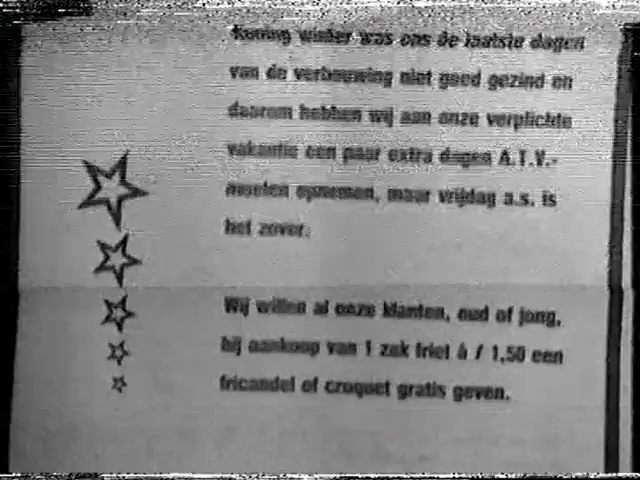 Koning winter was ons de laatste dagen
van de verbouwing niet goed gezind en
daarom hebben wij aan onze verplichte
vakantie een paar extra dagen A.T.V.-
moeten opnemen, maar vrijdag a.s. is
het zover.
Wij willen al onze klanten, oud of jong,
bij aankoop van 1 zak friet à f 1,50 een
fricandel of croquet gratis geven.